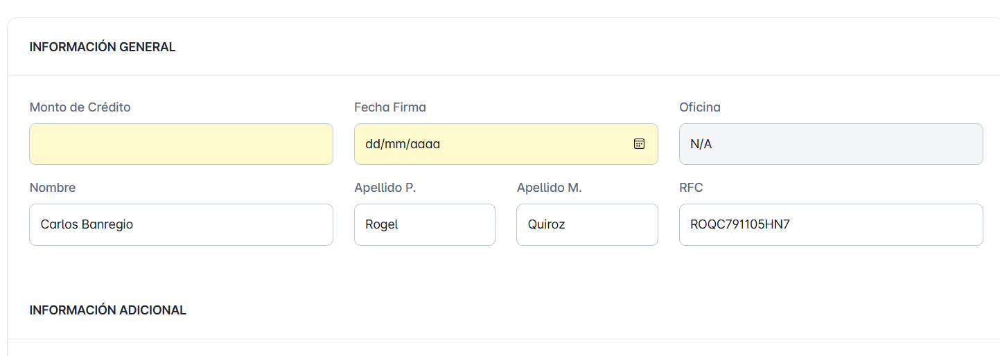 INFORMACIÓN GENERAL
Monto de Crédito
Fecha Firma
Oficina
dd/mm/aaaa
N/A
Nombre
Apellido P.
Apellido M.
RFC
Carlos Banregio
Rogel
Quiroz
ROQC791105HN7
INFORMACIÓN ADICIONAL